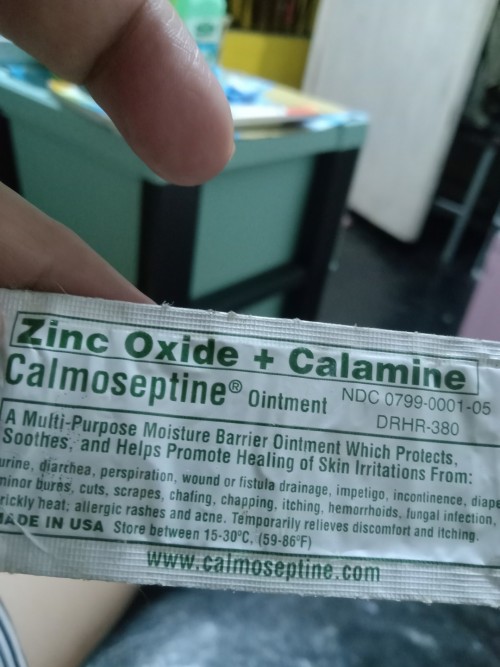 Zinc Oxide + Calamine
Calmoseptine® Ointment NDC 0799-0001-05
DRHR-380
A Multi-Purpose Moisture Barrier Ointment Which Protects,
Soothes, and Helps Promote Healing of Skin Irritations From:
urine, diarrhea, perspiration, wound or fistula drainage, impetigo, incontinence, diape
minor burns, cuts, scrapes, chafing, chapping, itching, hemorrhoids, fungal infection,
rickly heat; allergic rashes and acne. Temporarily relieves discomfort and itching.
MADE IN USA Store between 15-30ºC, (59-86ºF)
www.calmoseptine.com